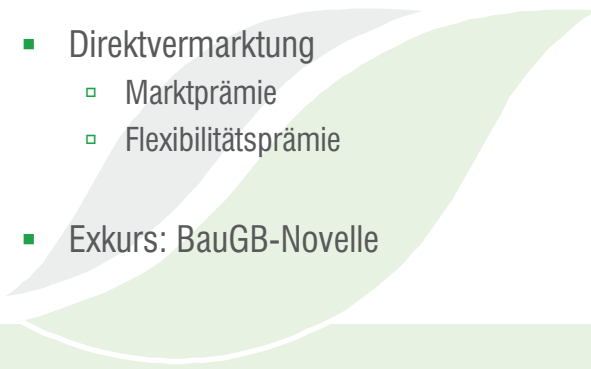 ▪ Direktvermarktung
▫ Marktprämie
▫ Flexibilitätsprämie
▪ Exkurs: BauGB-Novelle